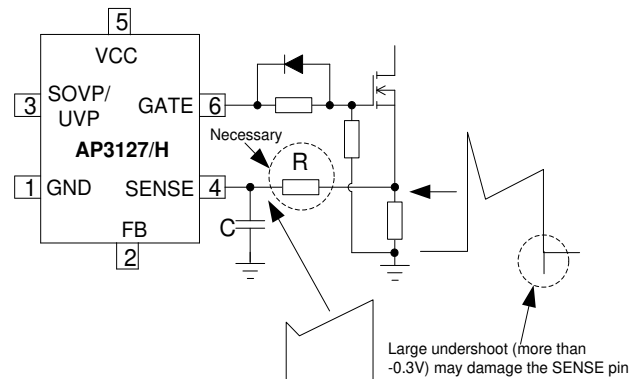 5
VCC
3
SOVP/
UVP
GATE
6
AP3127/H
Necessary
R
1
GND
SENSE
4
FB
2
C
Large undershoot (more than
-0.3V) may damage the SENSE pin